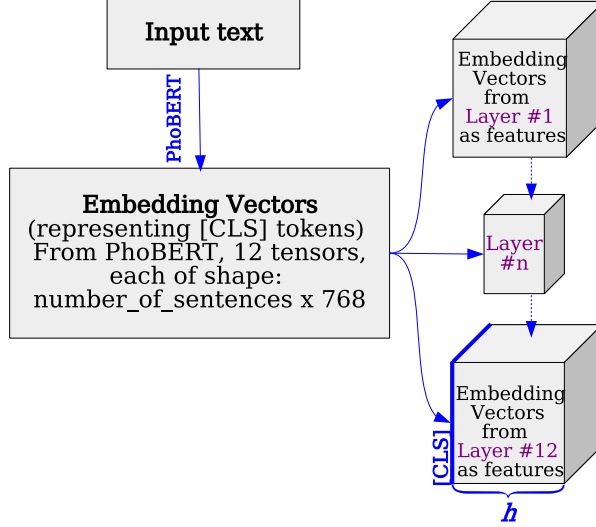 Input text
PhoBERT
Embedding Vectors
(representing [CLS] tokens)
From PhoBERT, 12 tensors,
each of shape:
number_of_sentences x 768
Embedding
Vectors
from
Layer #1
as features
Layer
#n
Embedding
Vectors
from
Layer #12
as features
[CLS]
h